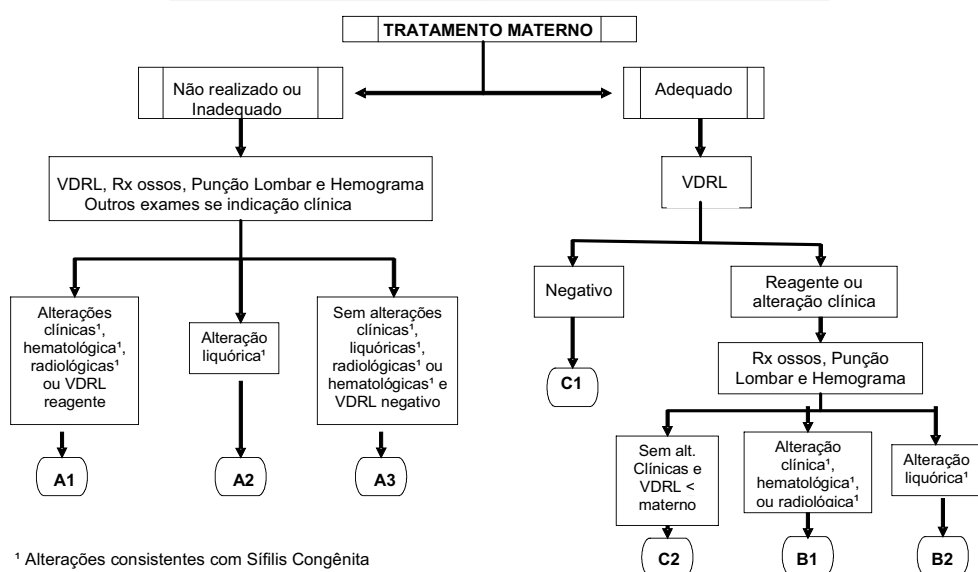 TRATAMENTO MATERNO
Não realizado ou
Inadequado
Adequado
VDRL, Rx ossos, Punção Lombar e Hemograma
Outros exames se indicação clínica
VDRL
Negativo
Reagente ou
alteração clínica
Alterações
clínicas¹,
hematológica¹,
radiológicas¹
ou VDRL
reagente
Alteração
liquórica¹
Sem alterações
clínicas¹,
liquóricas¹,
radiológicas¹ ou
hematológicas¹ e
VDRL negativo
C1
Rx ossos, Punção
Lombar e Hemograma
A1
A2
A3
Sem alt.
Clínicas e
VDRL <
materno
Alteração
clínica¹,
hematológica¹,
ou radiológica¹
Alteração
liquórica¹
C2
B1
B2
¹ Alterações consistentes com Sífilis Congênita